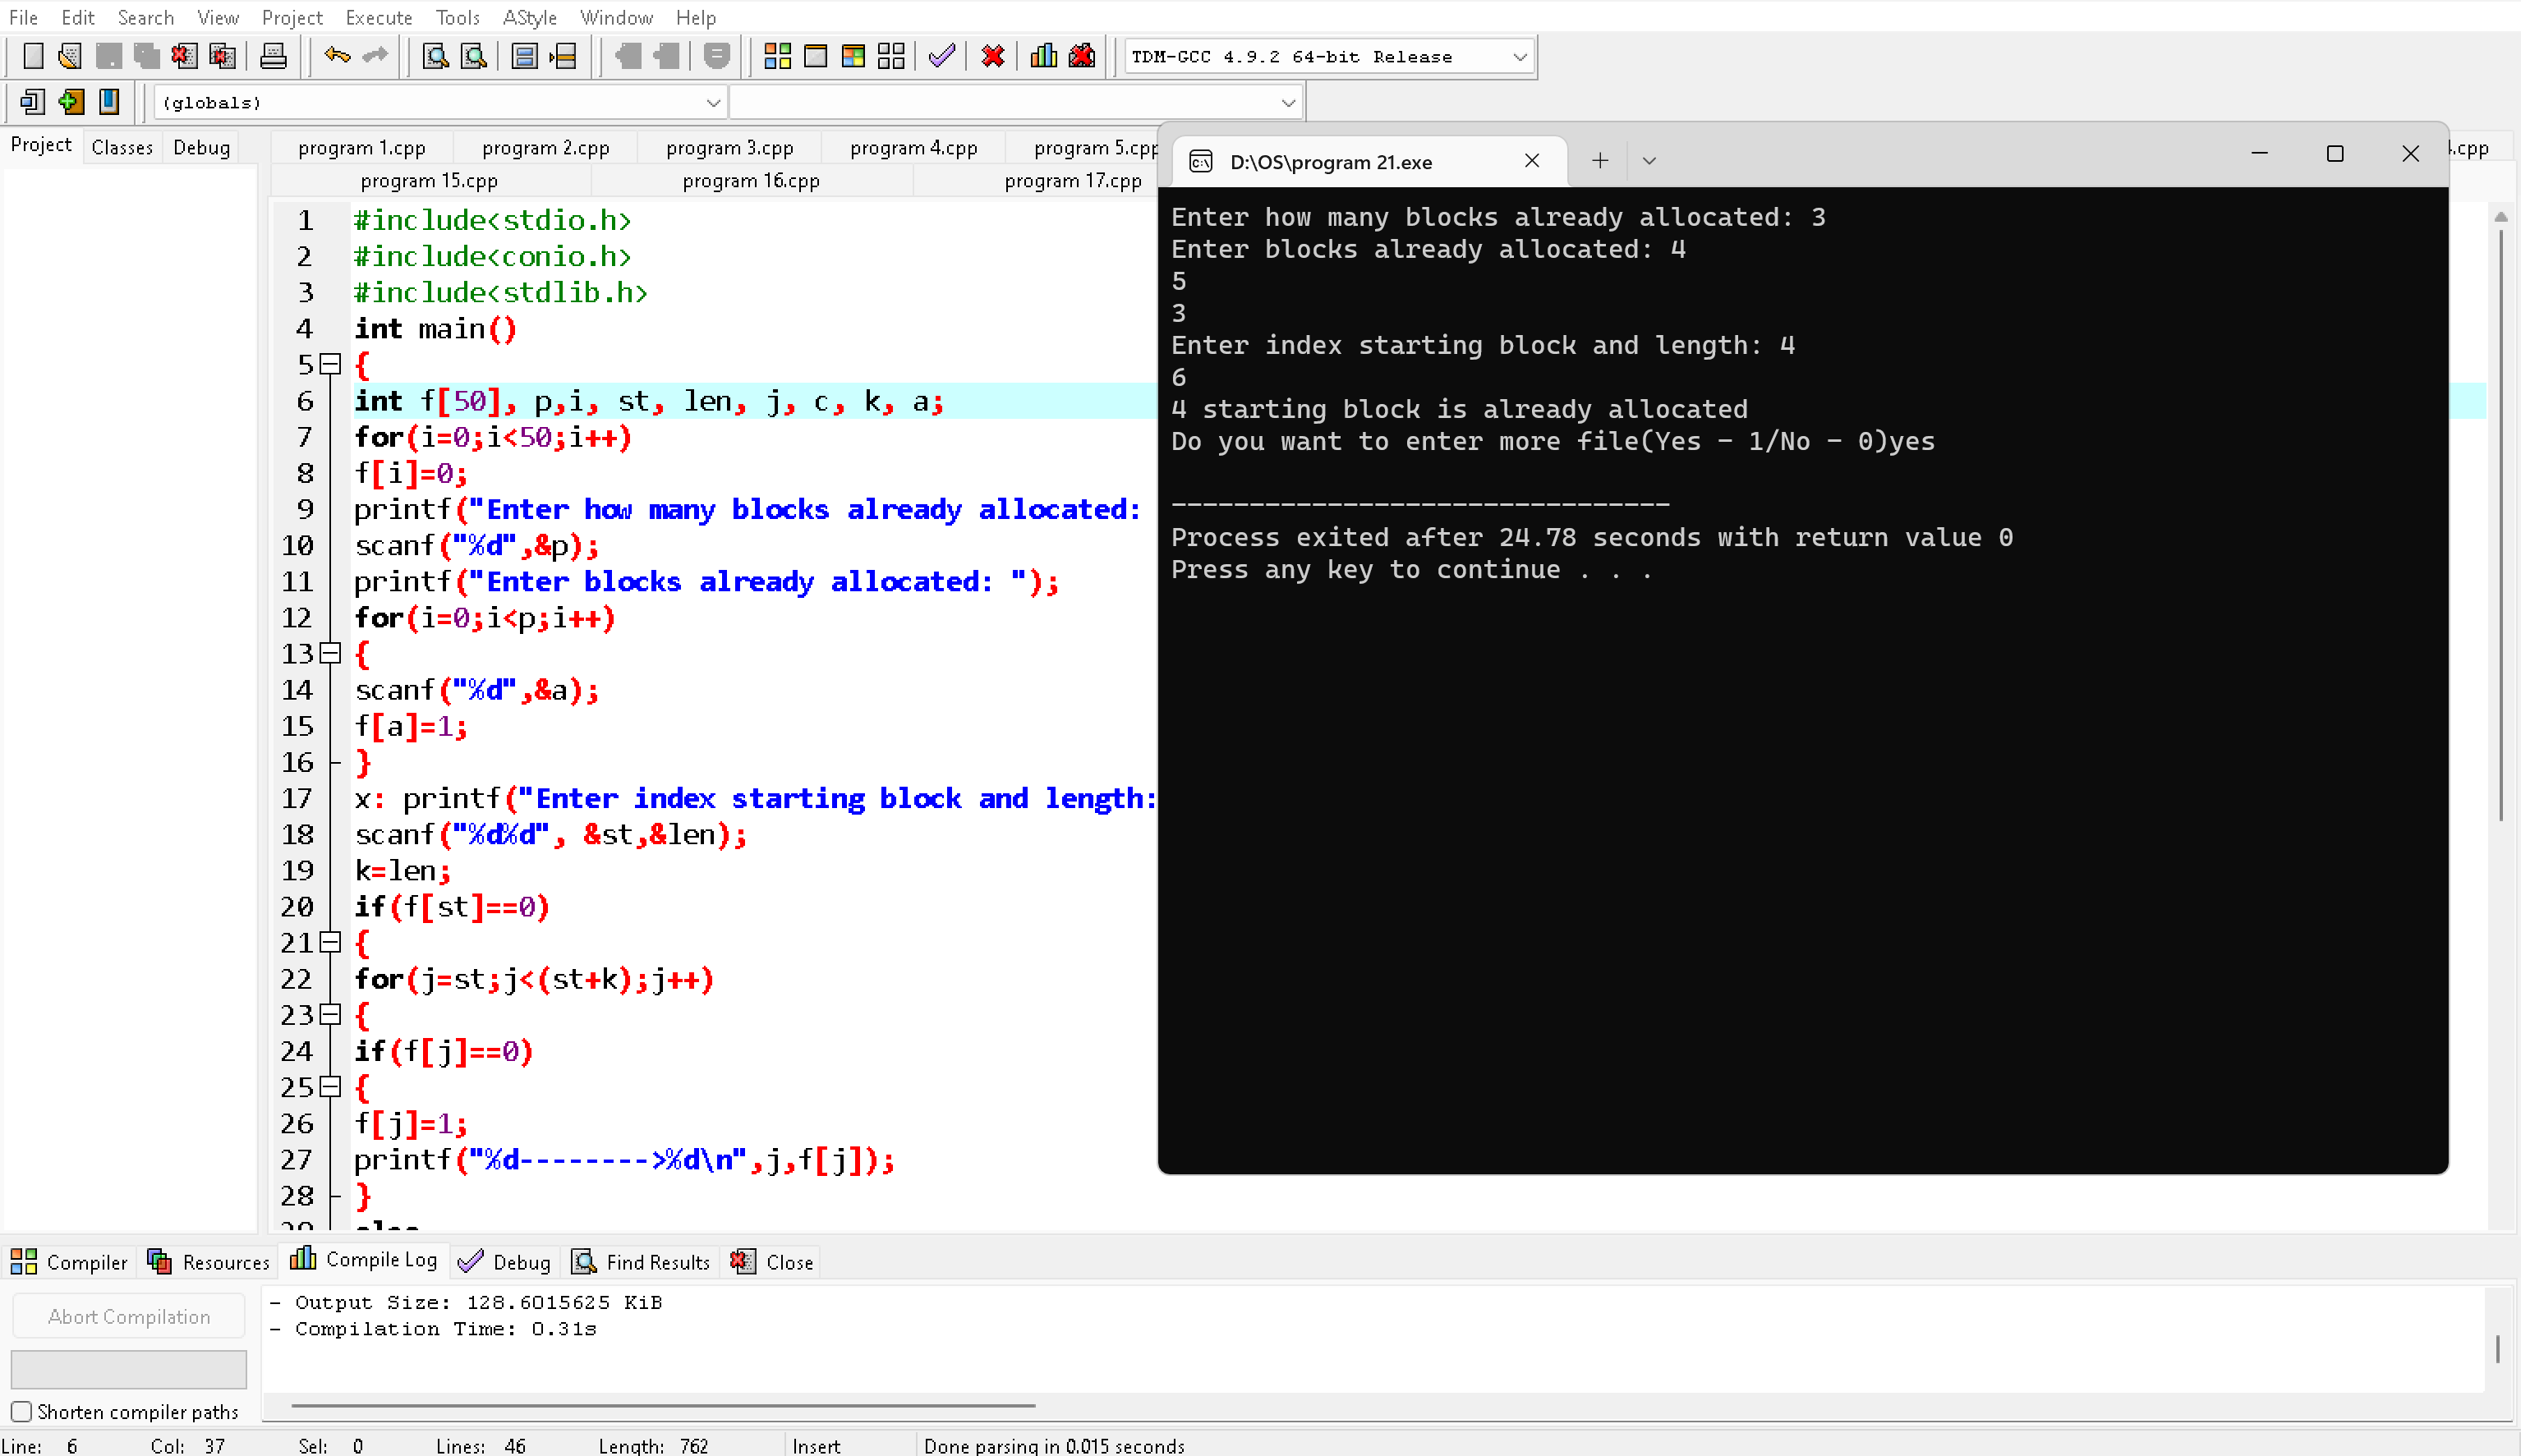 File Edit Search View Project Execute Tools AStyle Window Help
TDM-GCC 4.9.2 64-bit Release
(globals)
Project Classes Debug
program 1.cpp program 2.cpp program 3.cpp program 4.cpp program 5.cpp .cpp
program 15.cpp program 16.cpp program 17.cpp
1 #include<stdio.h>
2 #include<conio.h>
3 #include<stdlib.h>
4 int main()
5 {
6 int f[50], p,i, st, len, j, c, k, a;
7 for(i=0;i<50;i++)
8 f[i]=0;
9 printf("Enter how many blocks already allocated:
10 scanf("%d",&p);
11 printf("Enter blocks already allocated: ");
12 for(i=0;i<p;i++)
13 {
14 scanf("%d",&a);
15 f[a]=1;
16 }
17 x: printf("Enter index starting block and length:
18 scanf("%d%d", &st,&len);
19 k=len;
20 if(f[st]==0)
21 {
22 for(j=st;j<(st+k);j++)
23 {
24 if(f[j]==0)
25 {
26 f[j]=1;
27 printf("%d-------->%d\n",j,f[j]);
28 }
29 else
D:\OS\program 21.exe
Enter how many blocks already allocated: 3
Enter blocks already allocated: 4
5
3
Enter index starting block and length: 4
6
4 starting block is already allocated
Do you want to enter more file(Yes - 1/No - 0)yes
--------------------------------
Process exited after 24.78 seconds with return value 0
Press any key to continue . . .
Compiler Resources Compile Log Debug Find Results Close
Abort Compilation
Shorten compiler paths
- Output Size: 128.6015625 KiB
- Compilation Time: 0.31s
Line: 6 Col: 37 Sel: 0 Lines: 46 Length: 762 Insert Done parsing in 0.015 seconds